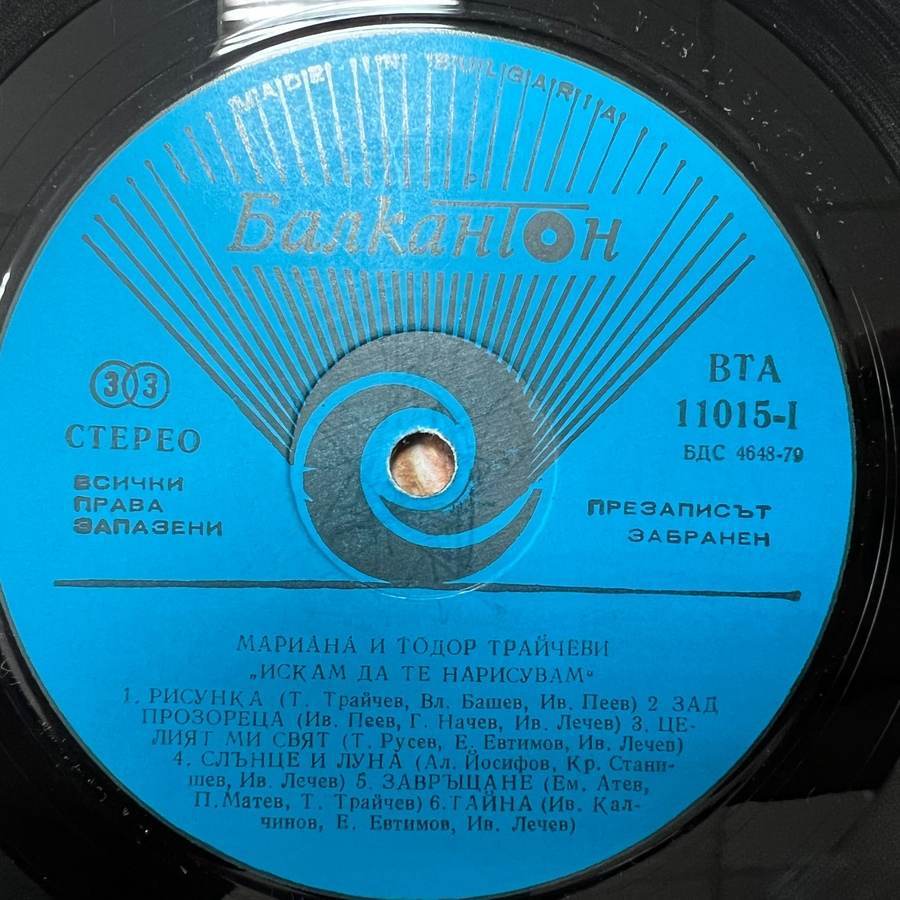 MADE IN BULGARIA
Балкантон
33
СТЕРЕО
ВСИЧКИ
ПРАВА
ЗАПАЗЕНИ
ВТА
11015-I
БДС 4648-79
ПРЕЗАПИСЪТ
ЗАБРАНЕН
МАРИАНА И ТОДОР ТРАЙЧЕВИ
„ИСКАМ ДА ТЕ НАРИСУВАМ“
1. РИСУНКА (Т. Трайчев, Вл. Башев, Ив. Пеев) 2 ЗАД
ПРОЗОРЕЦА (Ив. Пеев, Г. Начев, Ив. Лечев) 3. ЦЕ-
ЛИЯТ МИ СВЯТ (Т. Русев, Е. Евтимов, Ив. Лечев)
4. СЛЪНЦЕ И ЛУНА (Ал. Йосифов, Кр. Стани-
шев, Ив. Лечев) 5. ЗАВРЪЩАНЕ (Ем. Атев,
П. Матев, Т. Трайчев) 6. ТАЙНА (Ив. Кал-
чинов, Е. Евтимов, Ив. Лечев)